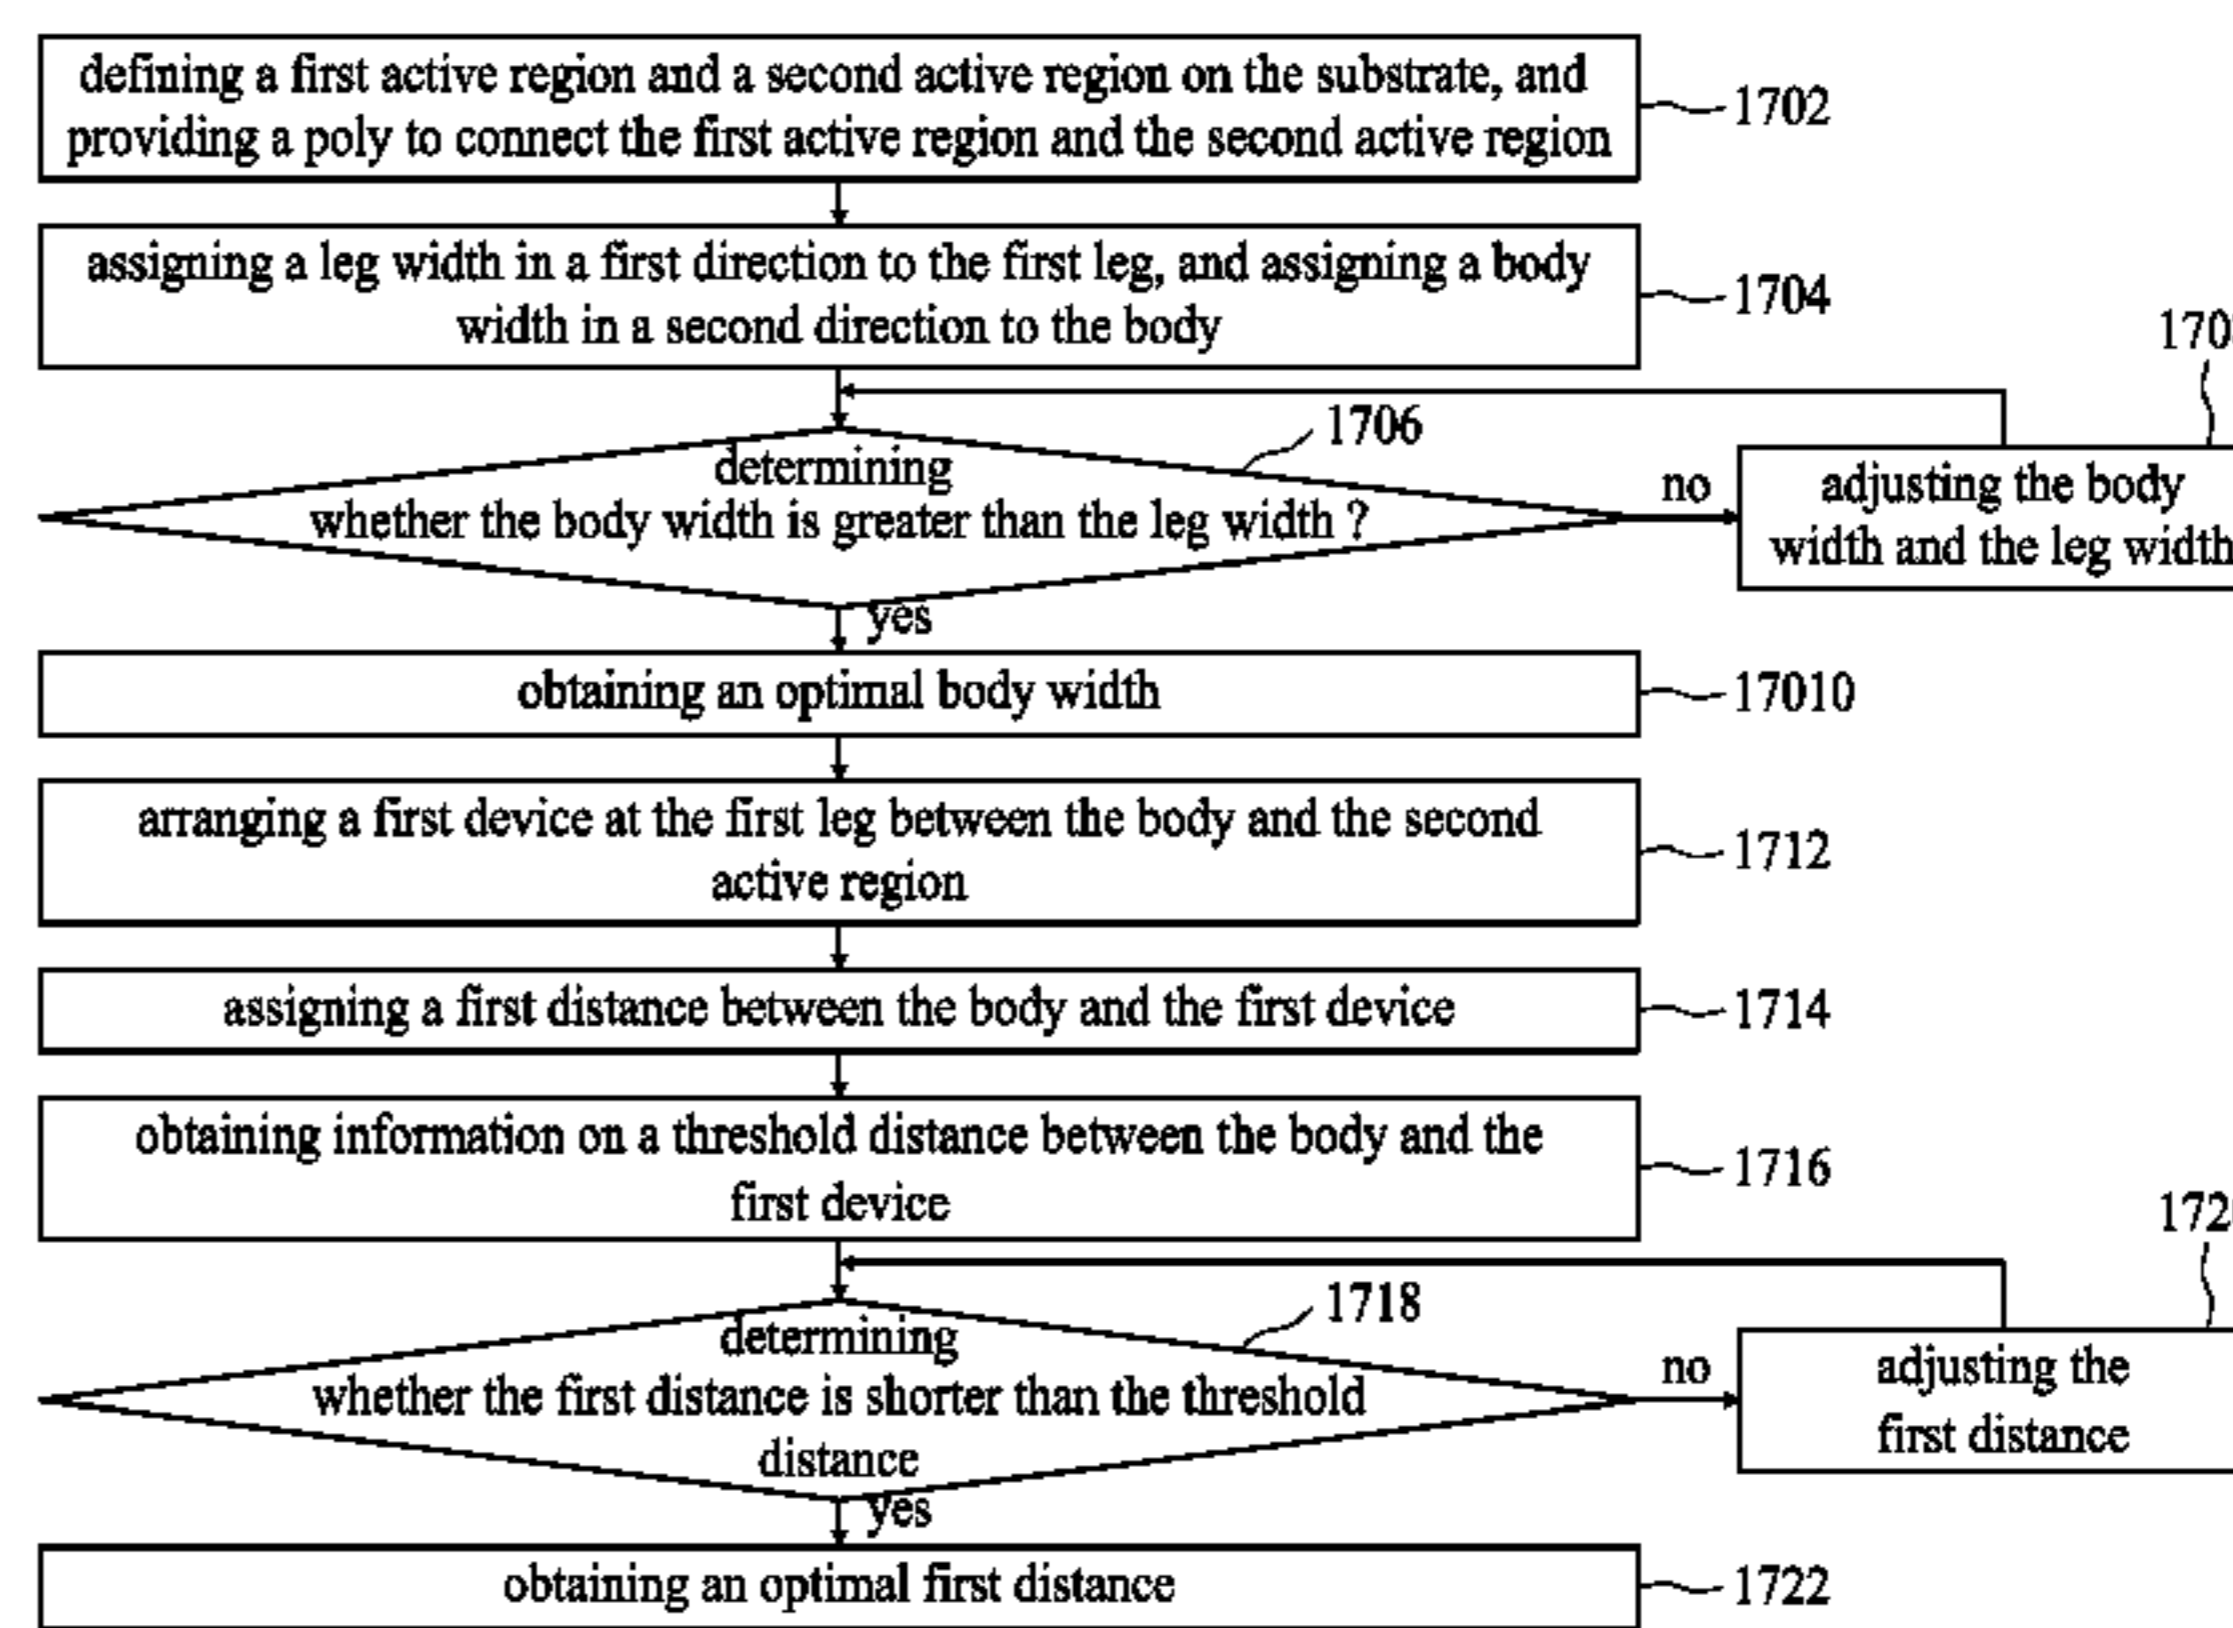 defining a first active region and a second active region on the substrate, and
providing a poly to connect the first active region and the second active region
1702
assigning a leg width in a first direction to the first leg, and assigning a body
width in a second direction to the body
1704
1706
determining
whether the body width is greater than the leg width ?
no
adjusting the body
width and the leg width
yes
obtaining an optimal body width
17010
arranging a first device at the first leg between the body and the second
active region
1712
assigning a first distance between the body and the first device
1714
obtaining information on a threshold distance between the body and the
first device
1716
1718
determining
whether the first distance is shorter than the threshold
distance
no
adjusting the
first distance
yes
obtaining an optimal first distance
1722